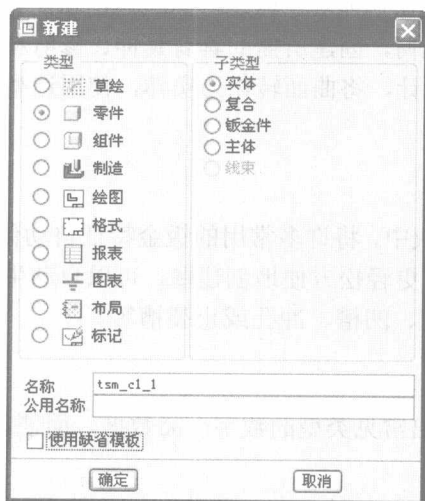 新建
类型
草绘
零件
组件
制造
绘图
格式
报表
图表
布局
标记
子类型
实体
复合
钣金件
主体
线束
名称
tsm_c1_1
公用名称
使用缺省模板
确定
取消